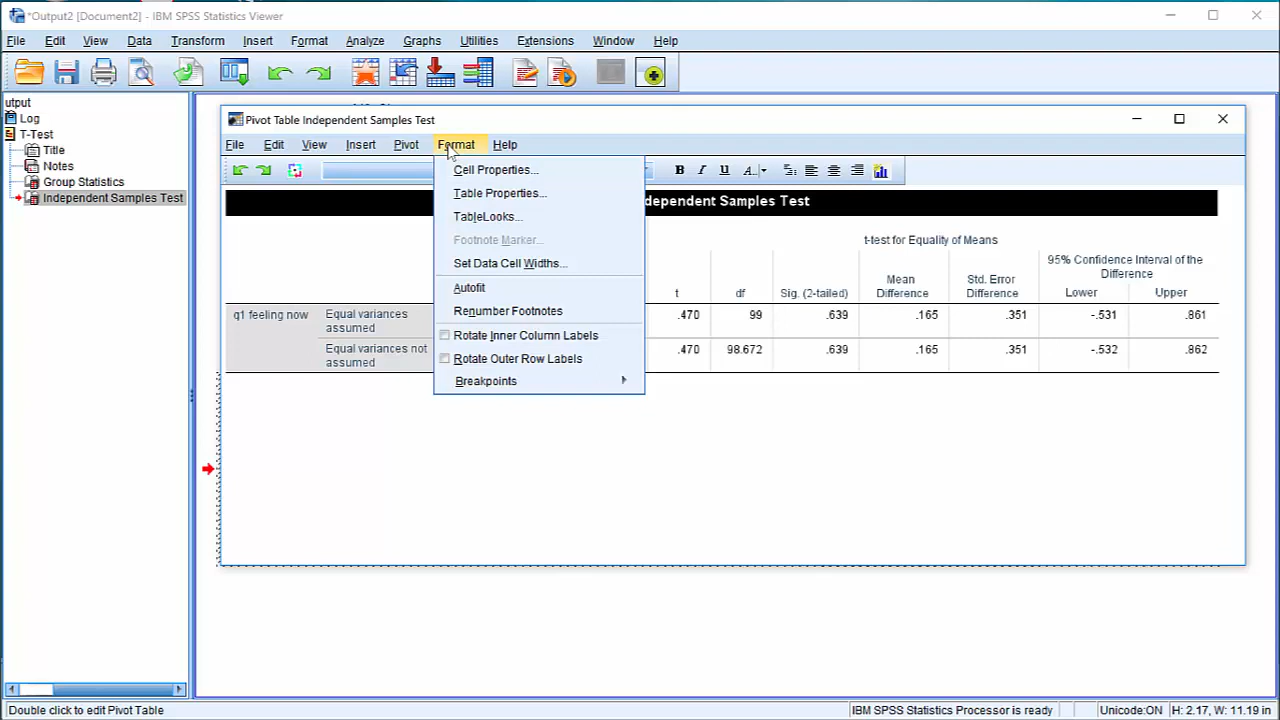 *Output2 [Document2] - IBM SPSS Statistics Viewer
File Edit View Data Transform Insert Format Analyze Graphs Utilities Extensions Window Help
utput
Log
T-Test
Title
Notes
Group Statistics
Independent Samples Test
Pivot Table Independent Samples Test
File Edit View Insert Pivot Format Help
B U A...
Cell Properties...
Table Properties...
TableLooks...
Footnote Marker...
Set Data Cell Widths...
Autofit
Renumber Footnotes
Rotate Inner Column Labels
Rotate Outer Row Labels
Breakpoints
dependent Samples Test
t-test for Equality of Means
95% Confidence Interval of the
Difference
t df Sig. (2-tailed) Mean Difference Std. Error Difference Lower Upper
q1 feeling now Equal variances assumed .470 99 .639 .165 .351 -.531 .861
Equal variances not assumed .470 98.672 .639 .165 .351 -.532 .862
Double click to edit Pivot Table
IBM SPSS Statistics Processor is ready
Unicode:ON
H: 2.17, W: 11.19 in